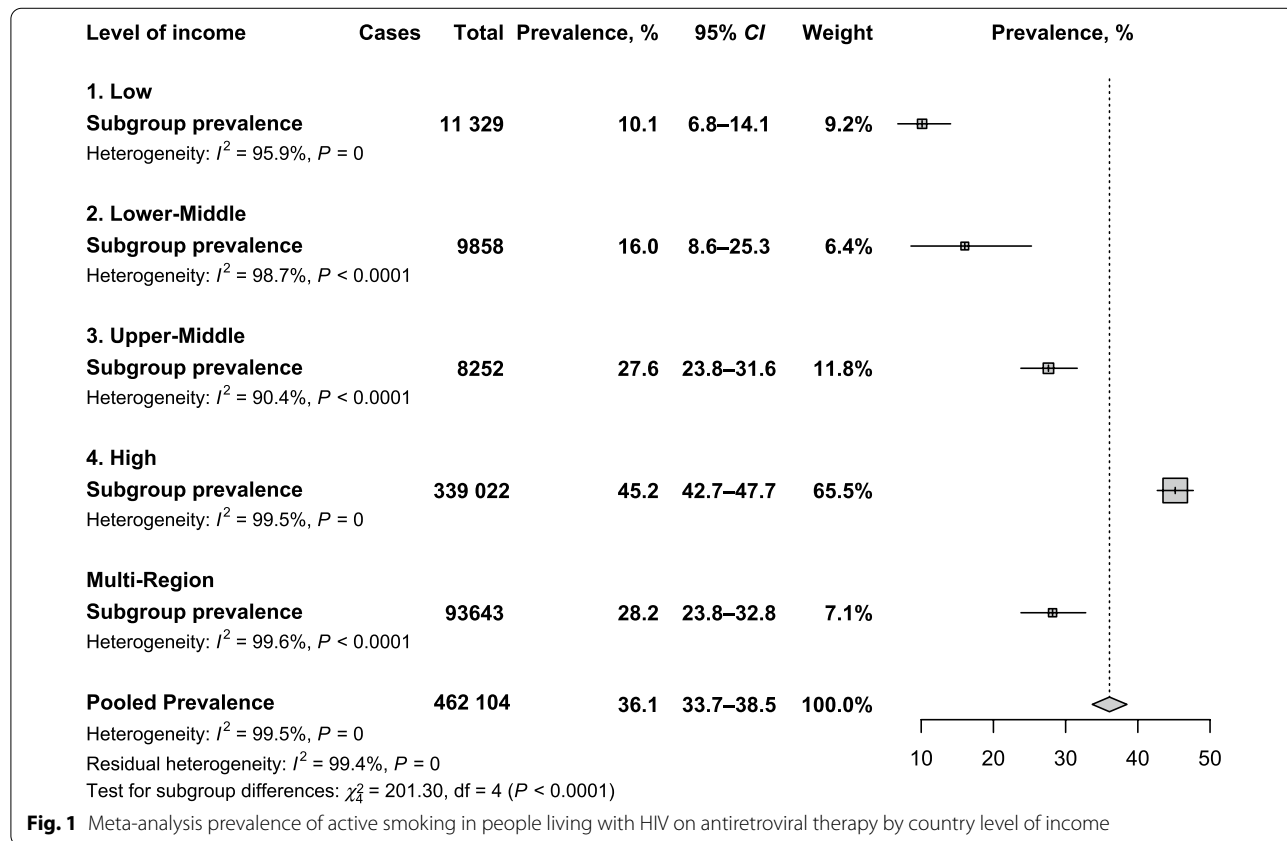 Level of income Cases Total Prevalence, % 95% CI Weight Prevalence, %
1. Low
Subgroup prevalence 11 329 10.1 6.8–14.1 9.2%
Heterogeneity: I² = 95.9%, P = 0
2. Lower-Middle
Subgroup prevalence 9858 16.0 8.6–25.3 6.4%
Heterogeneity: I² = 98.7%, P < 0.0001
3. Upper-Middle
Subgroup prevalence 8252 27.6 23.8–31.6 11.8%
Heterogeneity: I² = 90.4%, P < 0.0001
4. High
Subgroup prevalence 339 022 45.2 42.7–47.7 65.5%
Heterogeneity: I² = 99.5%, P = 0
Multi-Region
Subgroup prevalence 93643 28.2 23.8–32.8 7.1%
Heterogeneity: I² = 99.6%, P < 0.0001
Pooled Prevalence 462 104 36.1 33.7–38.5 100.0%
Heterogeneity: I² = 99.5%, P = 0
10 20 30 40 50
Residual heterogeneity: I² = 99.4%, P = 0
Test for subgroup differences: χ²₄ = 201.30, df = 4 (P < 0.0001)
Fig. 1 Meta-analysis prevalence of active smoking in people living with HIV on antiretroviral therapy by country level of income